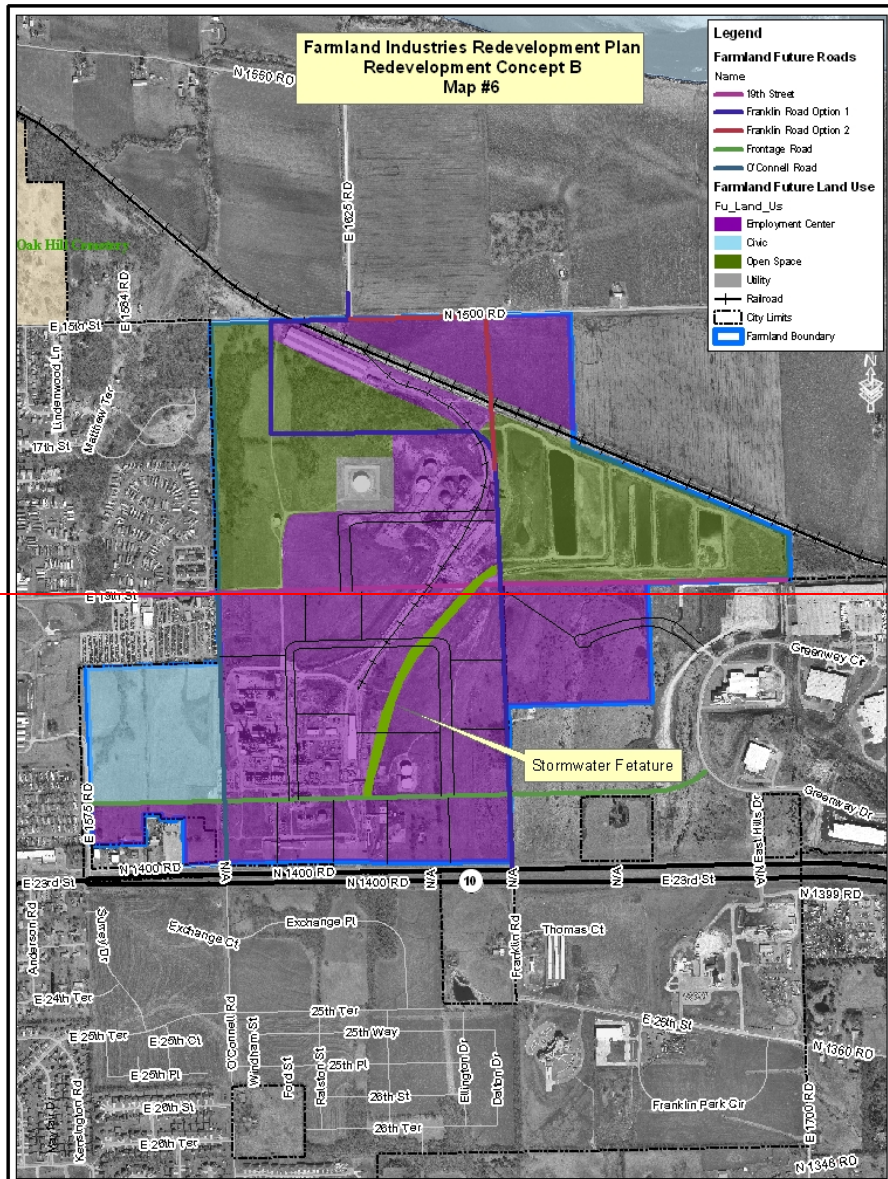 Farmland Industries Redevelopment Plan
Redevelopment Concept B
Map #6
Legend
Farmland Future Roads
Name
19th Street
Franklin Road Option 1
Franklin Road Option 2
Frontage Road
O'Connell Road
Farmland Future Land Use
Fu_Land_Us
Employment Center
Civic
Open Space
Utility
Railroad
City Limits
Farmland Boundary
N
N 1550 RD
E 1625 RD
Oak Hill Cemetery
E 1584 RD
E 15th St
N 1500 RD
Lindenwood Ln
Matthew Ter
17th St
E 19th St
Greenway Cir
Stormwater Fetature
E 1575 RD
Greenway Dr
N/A East Hills Dr
N 1400 RD
N/A
N 1400 RD
N 1400 RD
N/A
10
N/A
N/A
E 23rd St
E 23rd St
N 1399 RD
Anderson Rd
Surrey Dr
Exchange Ct
Exchange Pl
Franklin Rd
Thomas Ct
E 24th Ter
25th Ter
E 25th St
E 25th Ter
E 25th Ct
O'Connell Rd
Windham St
25th Way
N 1360 RD
E 25th Pl
Ford St
Ralston St
25th Pl
Ellington Dr
Dalton Dr
Mayfair Dr
Kensington Rd
E 26th St
26th St
Franklin Park Cir
E 26th Ter
26th Ter
E 1700 RD
N 1348 RD